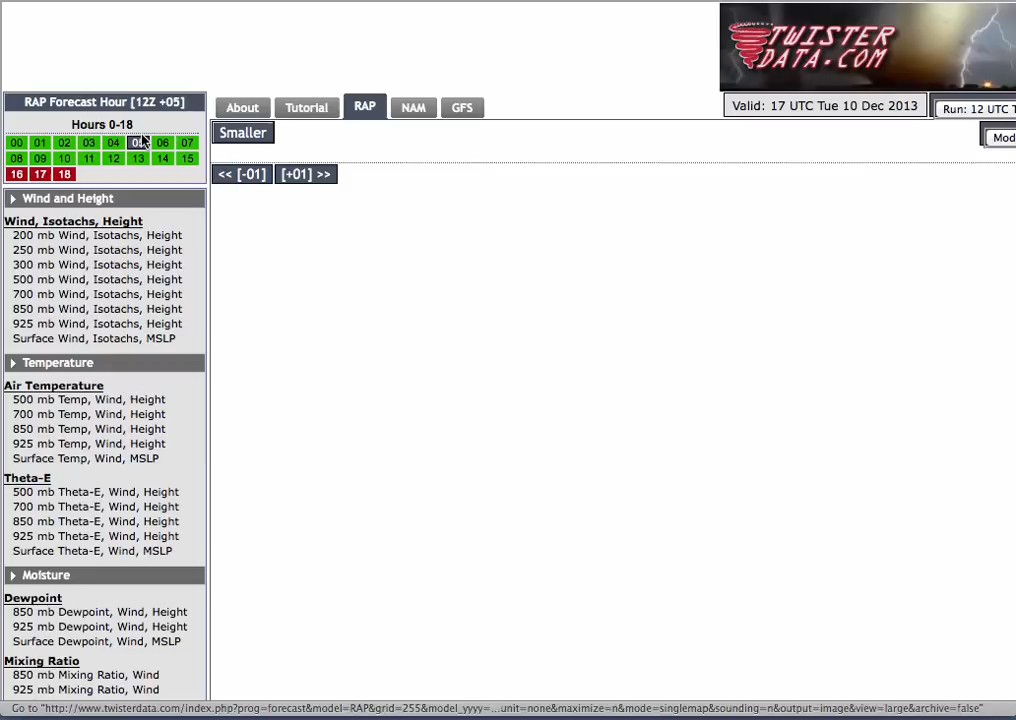 TWISTER
DATA.COM
RAP Forecast Hour [12Z +05]
Hours 0-18
00 01 02 03 04 05 06 07
08 09 10 11 12 13 14 15
16 17 18
About Tutorial RAP NAM GFS
Valid: 17 UTC Tue 10 Dec 2013
Run: 12 UTC T
Smaller
Mod
<< [-01] [+01] >>
Wind and Height
Wind, Isotachs, Height
200 mb Wind, Isotachs, Height
250 mb Wind, Isotachs, Height
300 mb Wind, Isotachs, Height
500 mb Wind, Isotachs, Height
700 mb Wind, Isotachs, Height
850 mb Wind, Isotachs, Height
925 mb Wind, Isotachs, Height
Surface Wind, Isotachs, MSLP
Temperature
Air Temperature
500 mb Temp, Wind, Height
700 mb Temp, Wind, Height
850 mb Temp, Wind, Height
925 mb Temp, Wind, Height
Surface Temp, Wind, MSLP
Theta-E
500 mb Theta-E, Wind, Height
700 mb Theta-E, Wind, Height
850 mb Theta-E, Wind, Height
925 mb Theta-E, Wind, Height
Surface Theta-E, Wind, MSLP
Moisture
Dewpoint
850 mb Dewpoint, Wind, Height
925 mb Dewpoint, Wind, Height
Surface Dewpoint, Wind, MSLP
Mixing Ratio
850 mb Mixing Ratio, Wind
925 mb Mixing Ratio, Wind
Go to "http://www.twisterdata.com/index.php?prog=forecast&model=RAP&grid=255&model_yyyy=...unit=none&maximize=n&mode=singlemap&sounding=n&output=image&view=large&archive=false"